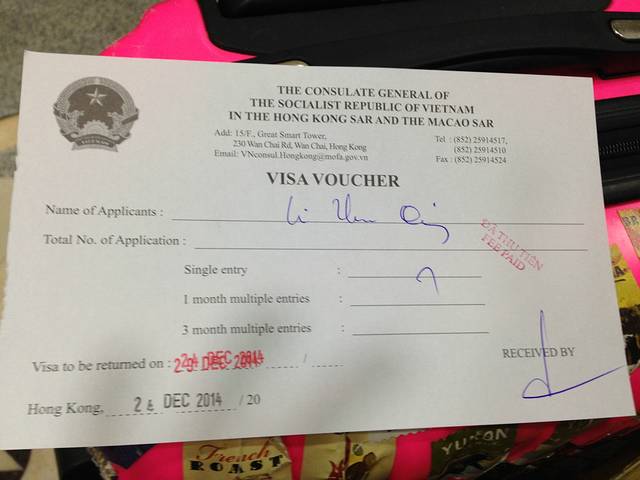 THE CONSULATE GENERAL OF
THE SOCIALIST REPUBLIC OF VIETNAM
IN THE HONG KONG SAR AND THE MACAO SAR
Add: 15/F., Great Smart Tower,
230 Wan Chai Rd, Wan Chai, Hong Kong
Email: VNconsul.Hongkong@mofa.gov.vn
Tel : (852) 25914517,
(852) 25914510
Fax : (852) 25914524
VISA VOUCHER
Name of Applicants :
Total No. of Application :
ĐÃ THU TIỀN
FEE PAID
Single entry :
1 month multiple entries :
3 month multiple entries :
Visa to be returned on : DEC 2014 /
RECEIVED BY
Hong Kong, 24 DEC 2014 / 20
French
ROAST
YUKON